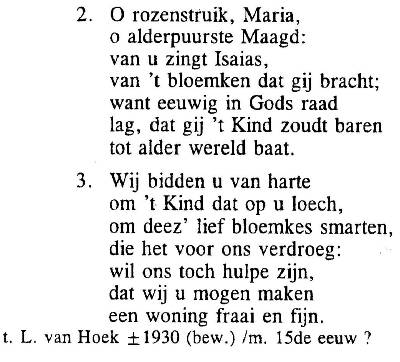 2. O rozenstruik, Maria,
o alderpuurste Maagd:
van u zingt Isaias,
van 't bloemken dat gij bracht;
want eeuwig in Gods raad
lag, dat gij 't Kind zoudt baren
tot alder wereld baat.
3. Wij bidden u van harte
om 't Kind dat op u loech,
om deez' lief bloemkes smarten,
die het voor ons verdroeg:
wil ons toch hulpe zijn,
dat wij u mogen maken
een woning fraai en fijn.
t. L. van Hoek ±1930 (bew.) /m. 15de eeuw ?